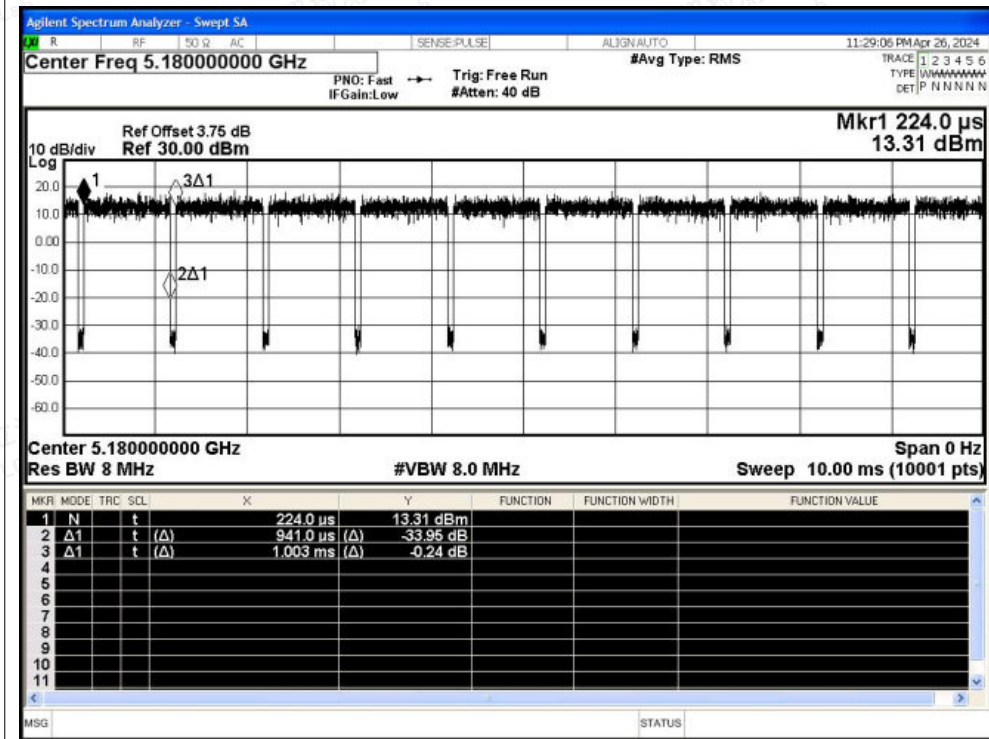 Agilent Spectrum Analyzer - Swept SA
LXI R RF 50 Ω AC SENSE:PULSE ALIGNAUTO 11:29:06 PM Apr 26, 2024
Center Freq 5.180000000 GHz #Avg Type: RMS TRACE 1 2 3 4 5 6
PNO: Fast Trig: Free Run TYPE WWWWWW
IFGain:Low #Atten: 40 dB DET P N N N N N
Mkr1 224.0 µs
Ref Offset 3.75 dB
10 dB/div Ref 30.00 dBm 13.31 dBm
Log
20.0
10.0
0.00
-10.0
-20.0
-30.0
-40.0
-50.0
-60.0
1
3Δ1
2Δ1
Center 5.180000000 GHz Span 0 Hz
Res BW 8 MHz #VBW 8.0 MHz Sweep 10.00 ms (10001 pts)
MKR MODE TRC SCL X Y FUNCTION FUNCTION WIDTH FUNCTION VALUE
1 N t 224.0 µs 13.31 dBm
2 Δ1 t (Δ) 941.0 µs (Δ) -33.95 dB
3 Δ1 t (Δ) 1.003 ms (Δ) -0.24 dB
4
5
6
7
8
9
10
11
MSG STATUS